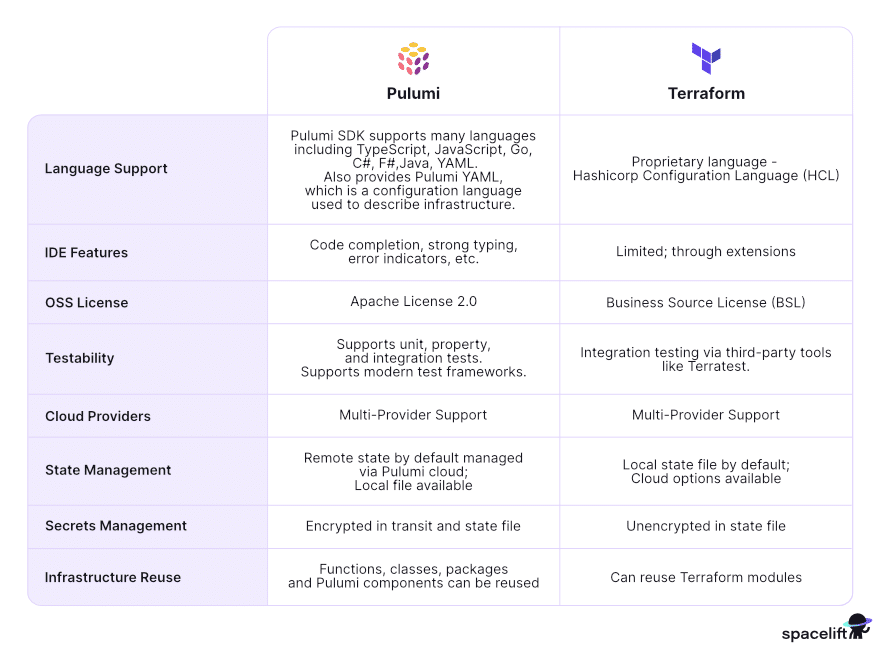 Pulumi
Terraform
Language Support
Pulumi SDK supports many languages
including TypeScript, JavaScript, Go,
C#, F#,Java, YAML.
Also provides Pulumi YAML,
which is a configuration language
used to describe infrastructure.
Proprietary language -
Hashicorp Configuration Language (HCL)
IDE Features
Code completion, strong typing,
error indicators, etc.
Limited; through extensions
OSS License
Apache License 2.0
Business Source License (BSL)
Testability
Supports unit, property,
and integration tests.
Supports modern test frameworks.
Integration testing via third-party tools
like Terratest.
Cloud Providers
Multi-Provider Support
Multi-Provider Support
State Management
Remote state by default managed
via Pulumi cloud;
Local file available
Local state file by default;
Cloud options available
Secrets Management
Encrypted in transit and state file
Unencrypted in state file
Infrastructure Reuse
Functions, classes, packages
and Pulumi components can be reused
Can reuse Terraform modules
spacelift